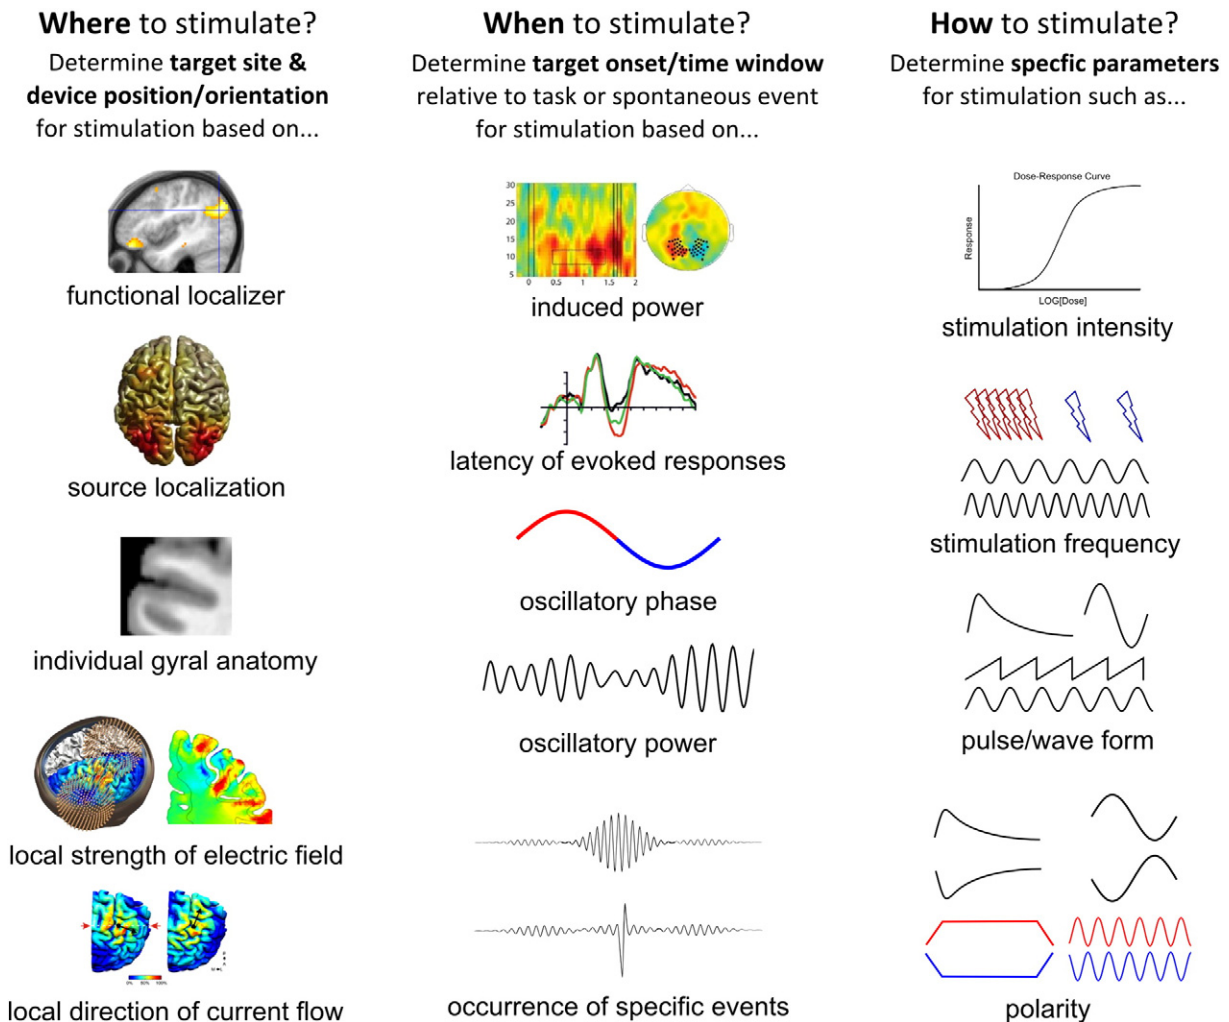 Where to stimulate?
Determine target site &
device position/orientation
for stimulation based on...
functional localizer
source localization
individual gyral anatomy
local strength of electric field
0% 50% 100%
local direction of current flow
When to stimulate?
Determine target onset/time window
relative to task or spontaneous event
for stimulation based on...
30
25
20
15
10
5
0 0.5 1 1.5 2
induced power
latency of evoked responses
oscillatory phase
oscillatory power
occurrence of specific events
How to stimulate?
Determine specfic parameters
for stimulation such as...
Dose-Response Curve
Response
LOG[Dose]
stimulation intensity
stimulation frequency
pulse/wave form
polarity